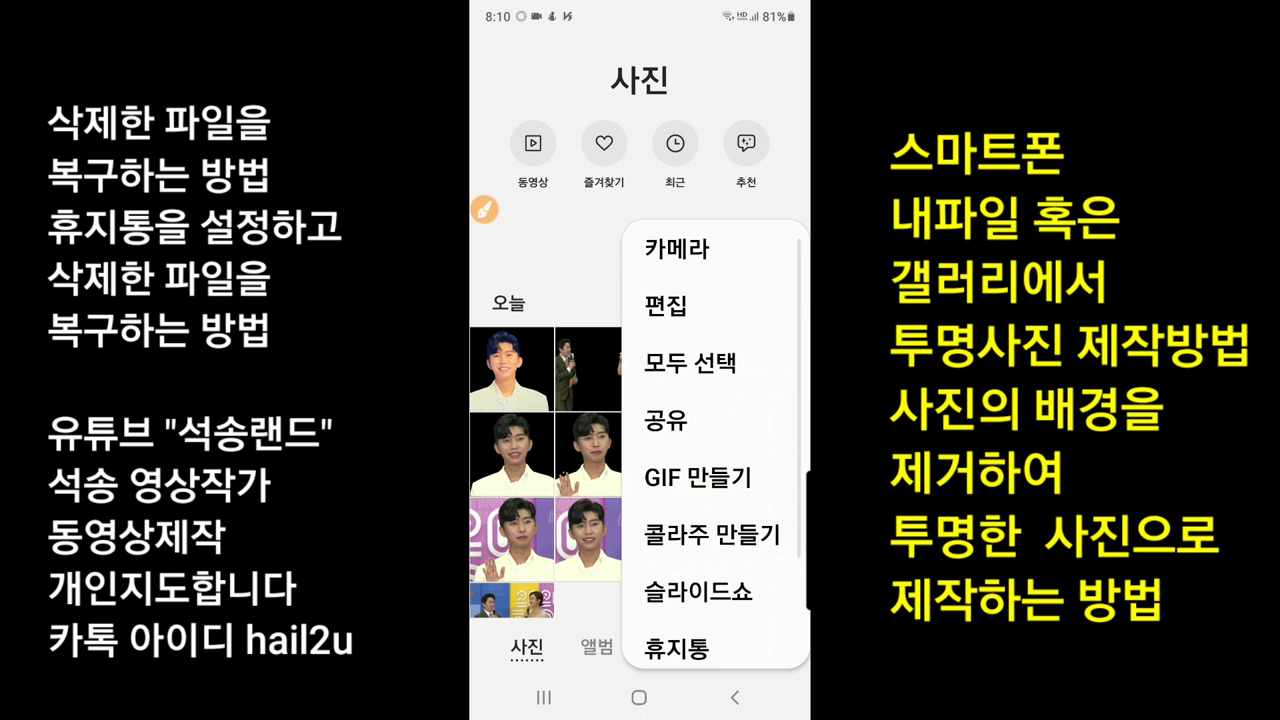 삭제한 파일을
복구하는 방법
휴지통을 설정하고
삭제한 파일을
복구하는 방법
유튜브 "석송랜드"
석송 영상작가
동영상제작
개인지도합니다
카톡 아이디 hail2u
8:10
81%
사진
동영상
즐겨찾기
최근
추천
오늘
카메라
편집
모두 선택
공유
GIF 만들기
콜라주 만들기
슬라이드쇼
휴지통
사진
앨범
스마트폰
내파일 혹은
갤러리에서
투명사진 제작방법
사진의 배경을
제거하여
투명한 사진으로
제작하는 방법